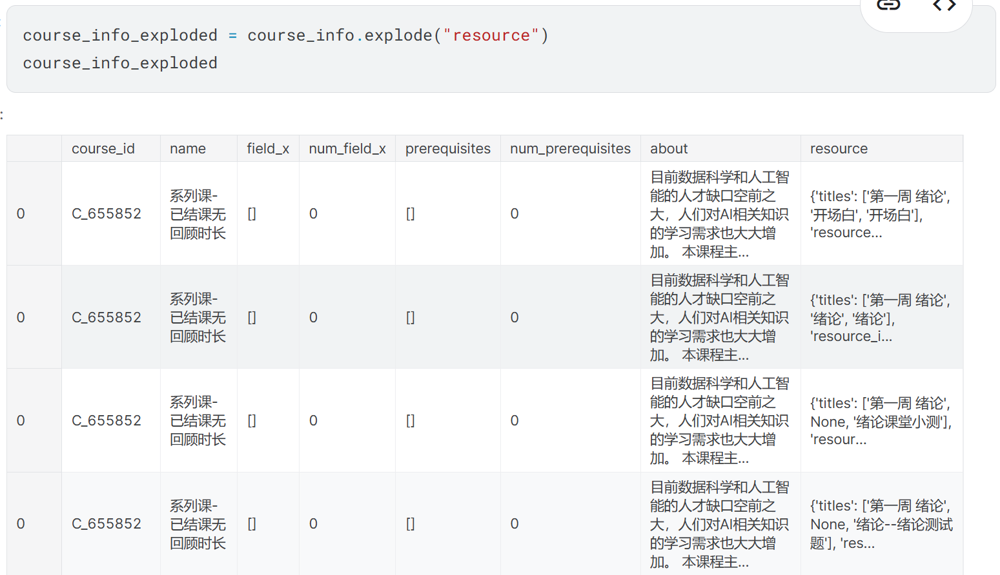 course_info_exploded = course_info.explode("resource")
course_info_exploded
:
course_id name field_x num_field_x prerequisites num_prerequisites about resource
0 C_655852 系列课-已结课无回顾时长 [] 0 [] 0 目前数据科学和人工智能的人才缺口空前之大，人们对AI相关知识的学习需求也大大增加。 本课程主... {'titles': ['第一周 绪论', '开场白', '开场白'], 'resource...
0 C_655852 系列课-已结课无回顾时长 [] 0 [] 0 目前数据科学和人工智能的人才缺口空前之大，人们对AI相关知识的学习需求也大大增加。 本课程主... {'titles': ['第一周 绪论', '绪论', '绪论'], 'resource_i...
0 C_655852 系列课-已结课无回顾时长 [] 0 [] 0 目前数据科学和人工智能的人才缺口空前之大，人们对AI相关知识的学习需求也大大增加。 本课程主... {'titles': ['第一周 绪论', None, '绪论课堂小测'], 'resour...
0 C_655852 系列课-已结课无回顾时长 [] 0 [] 0 目前数据科学和人工智能的人才缺口空前之大，人们对AI相关知识的学习需求也大大增加。 本课程主... {'titles': ['第一周 绪论', None, '绪论--绪论测试题'], 'res...